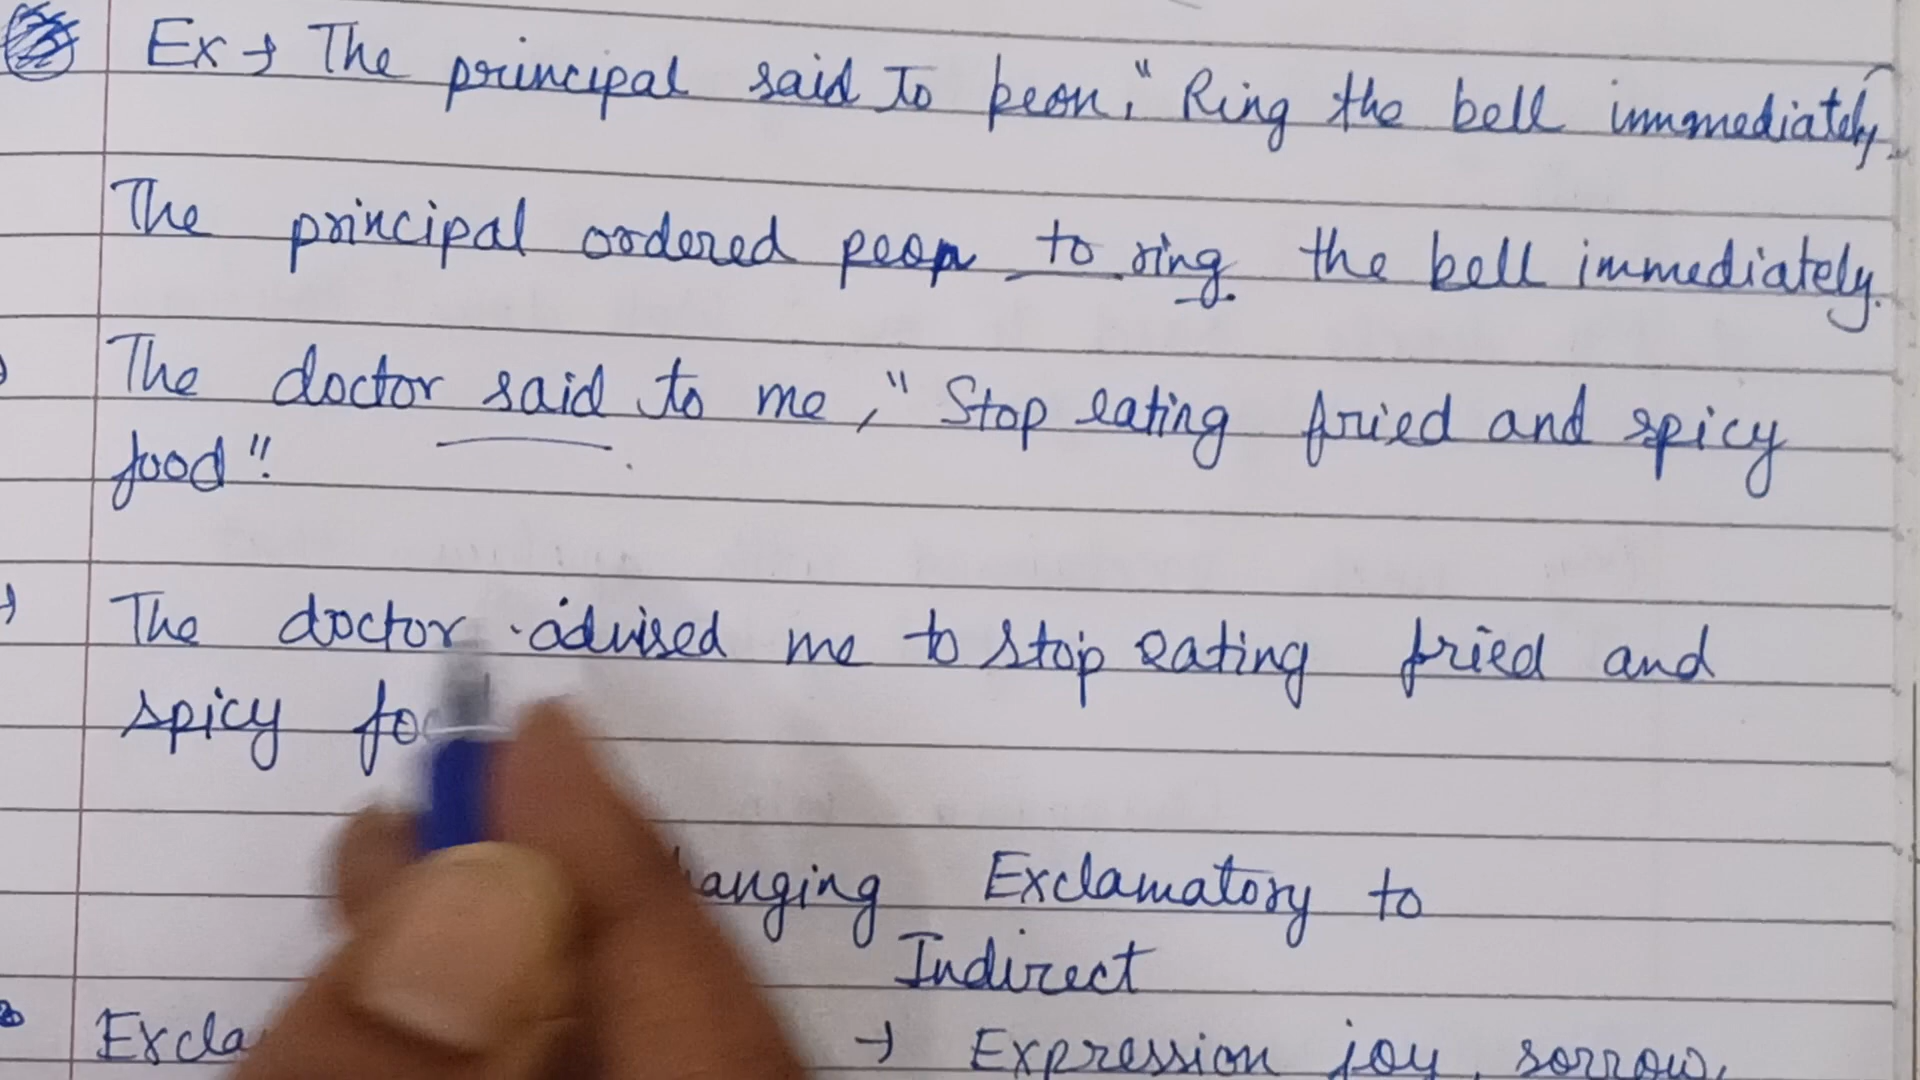 Ex → The principal said to peon, " Ring the bell immediately.
The principal ordered peon to ring the bell immediately.
The doctor said to me, " Stop eating fried and spicy
food".
The doctor advised me to stop eating fried and
spicy
Exclamatory to
Indirect
→ Expression joy, sorrow,